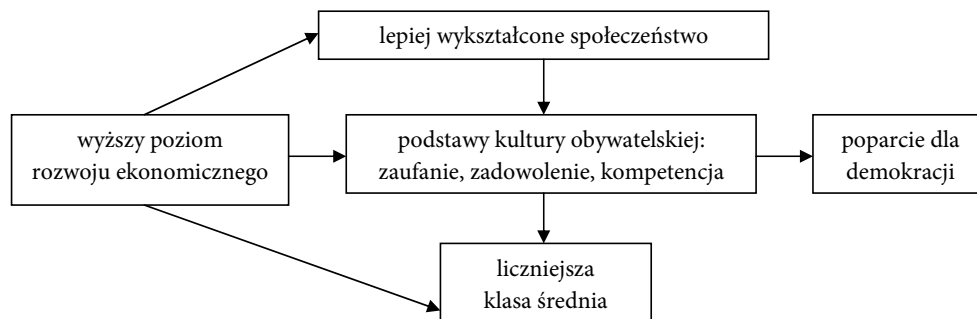 lepiej wykształcone społeczeństwo
wyższy poziom
rozwoju ekonomicznego
podstawy kultury obywatelskiej:
zaufanie, zadowolenie, kompetencja
poparcie dla
demokracji
liczniejsza
klasa średnia